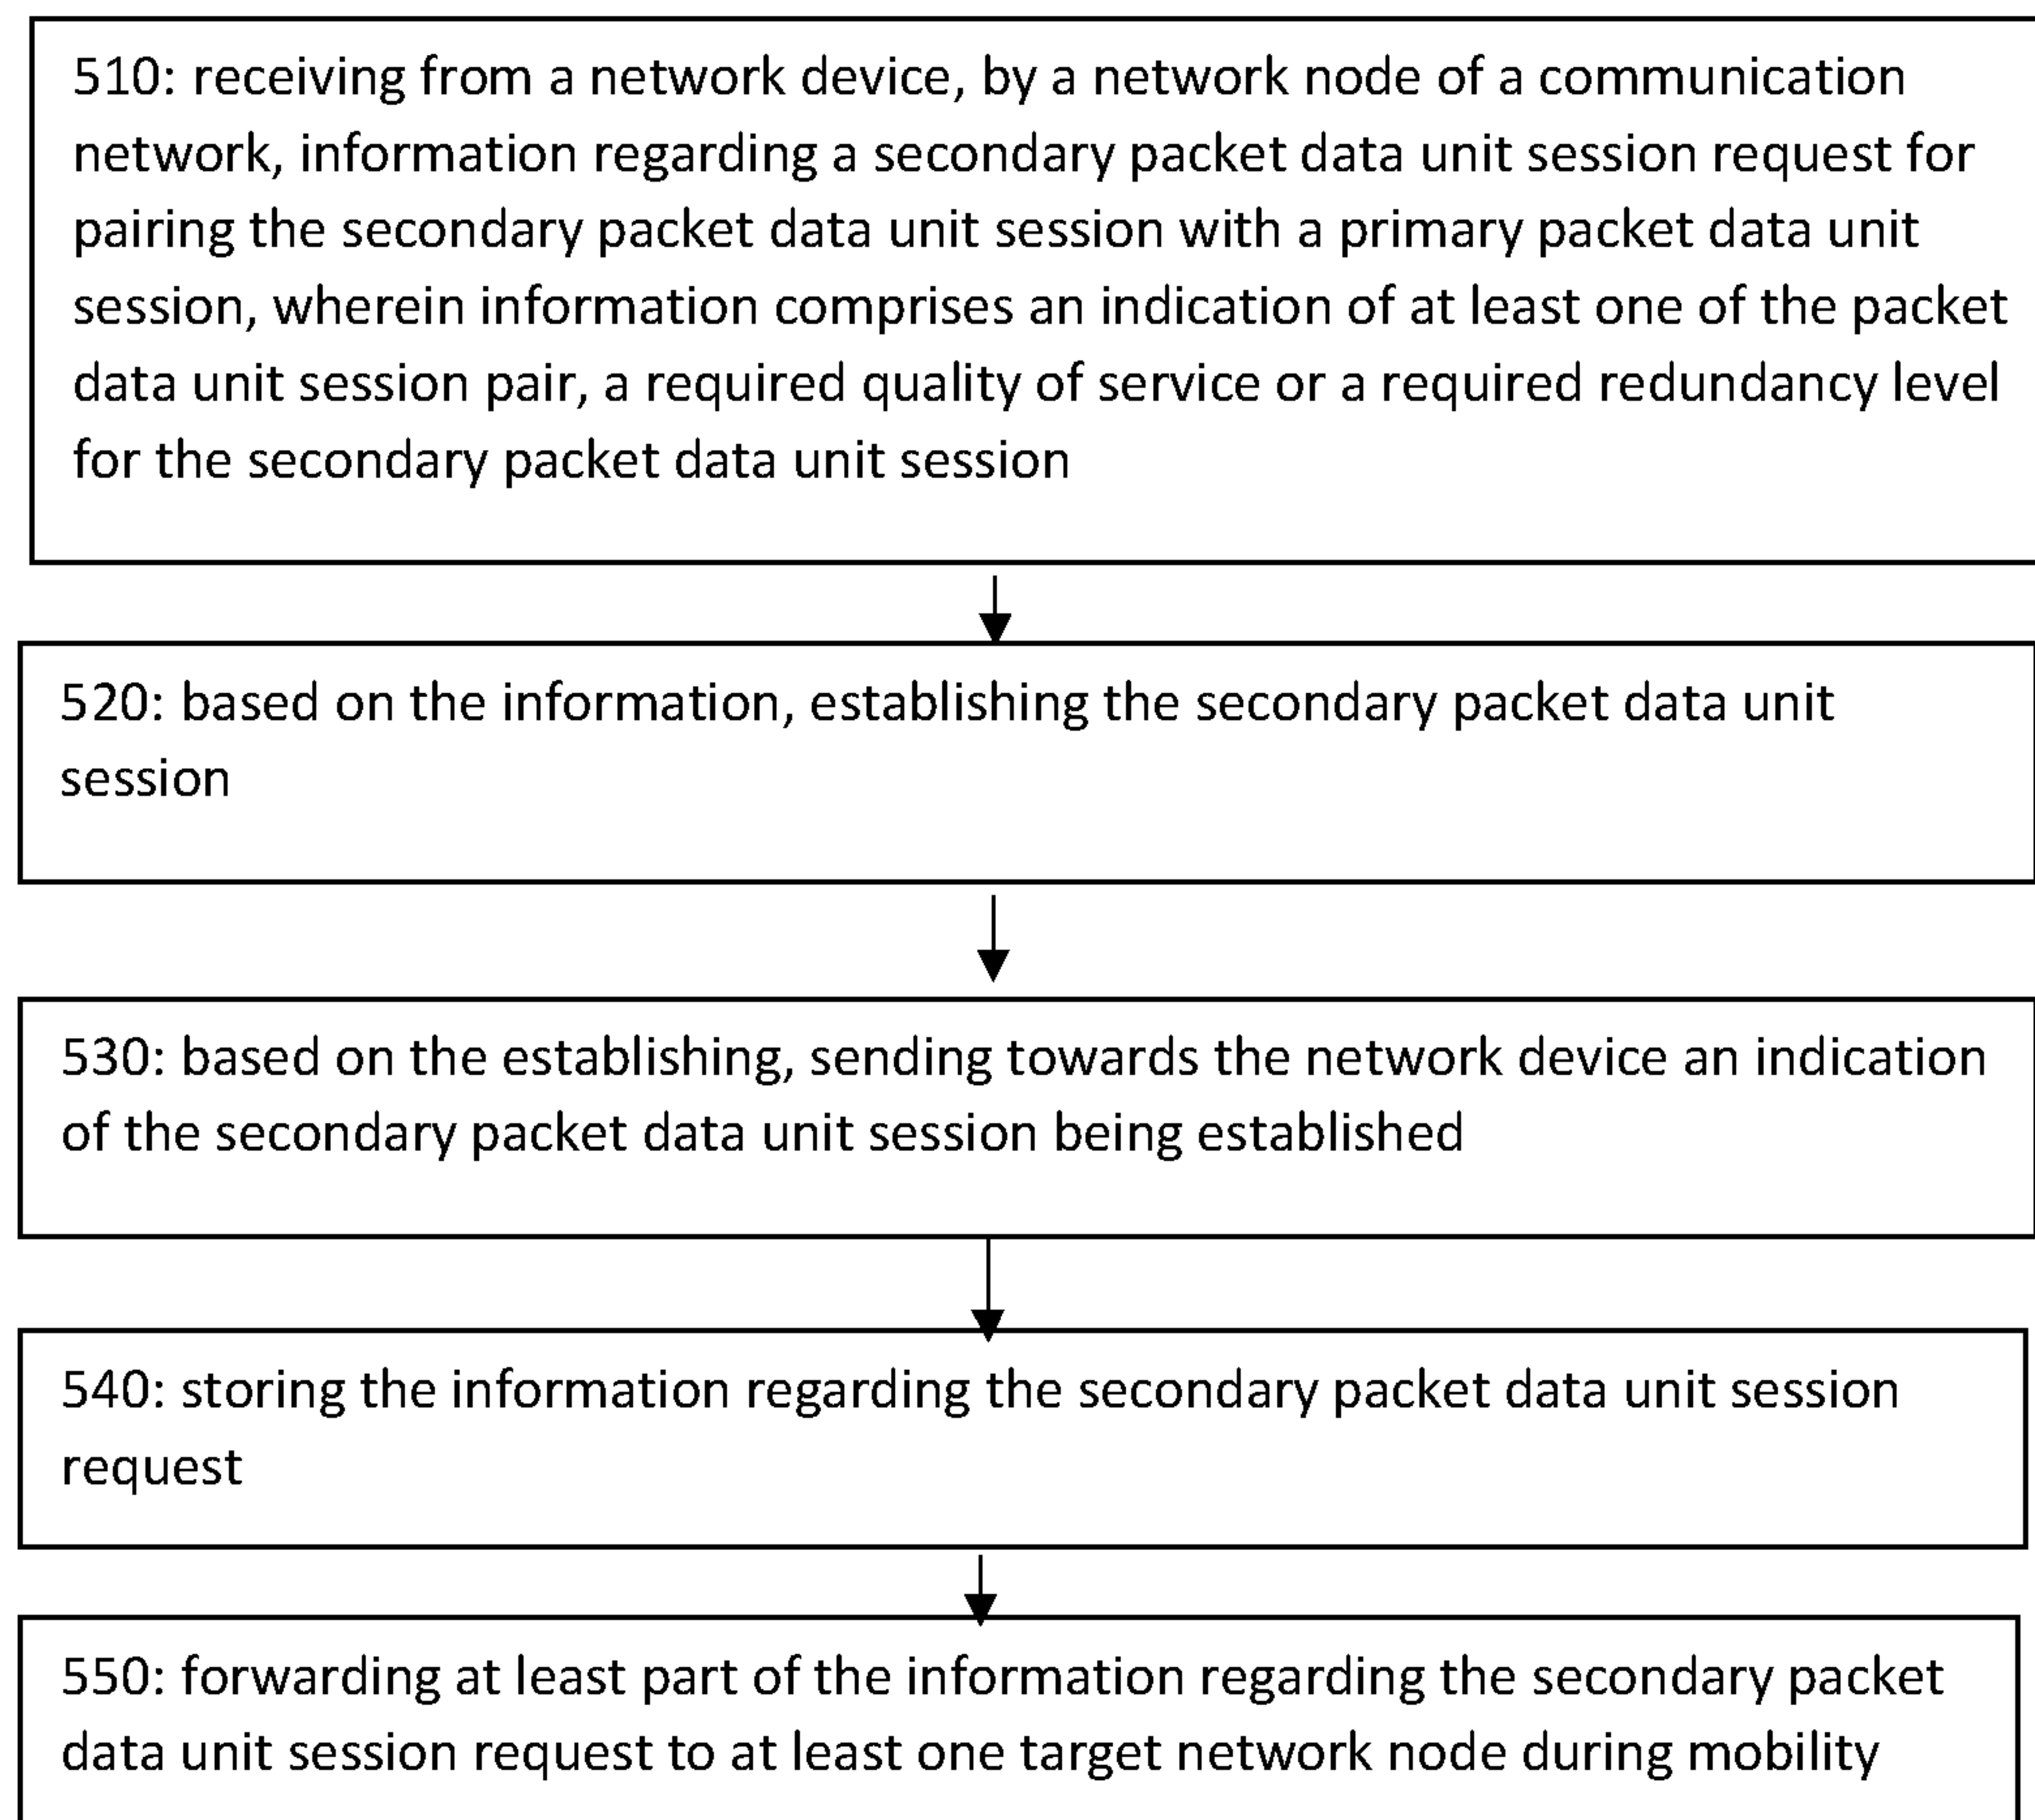 510: receiving from a network device, by a network node of a communication
network, information regarding a secondary packet data unit session request for
pairing the secondary packet data unit session with a primary packet data unit
session, wherein information comprises an indication of at least one of the packet
data unit session pair, a required quality of service or a required redundancy level
for the secondary packet data unit session
520: based on the information, establishing the secondary packet data unit
session
530: based on the establishing, sending towards the network device an indication
of the secondary packet data unit session being established
540: storing the information regarding the secondary packet data unit session
request
550: forwarding at least part of the information regarding the secondary packet
data unit session request to at least one target network node during mobility